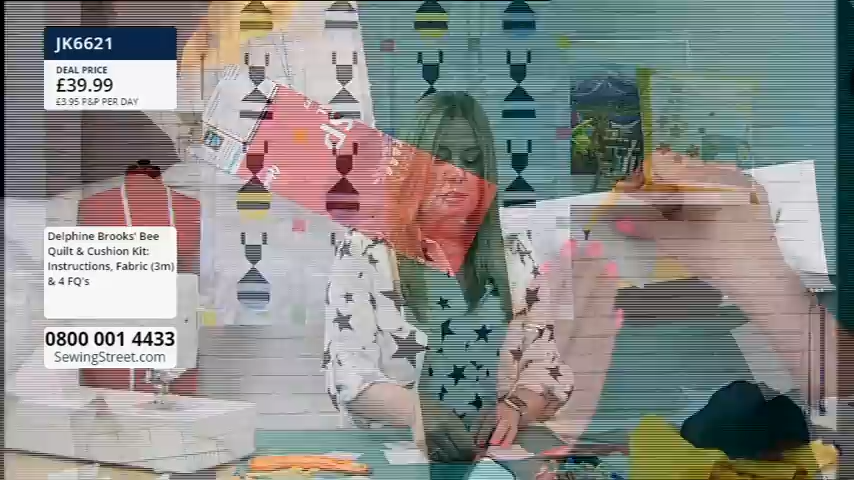 JK6621
DEAL PRICE
£39.99
£3.95 P&P PER DAY
Delphine Brooks' Bee
Quilt & Cushion Kit:
Instructions, Fabric (3m)
& 4 FQ's
0800 001 4433
SewingStreet.com